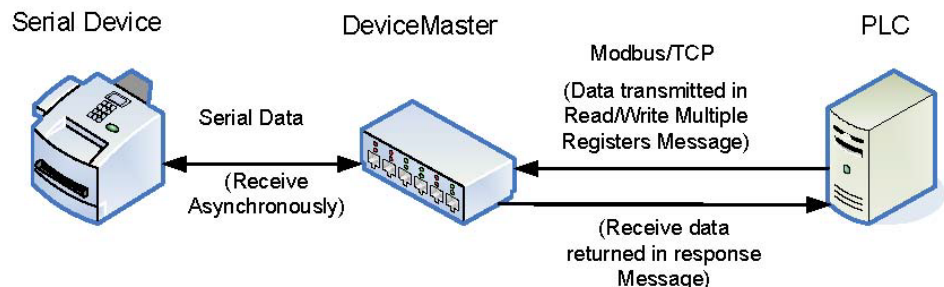 Serial Device
DeviceMaster
PLC
Modbus/TCP
(Data transmitted in
Read/Write Multiple
Registers Message)
Serial Data
(Receive
Asynchronously)
(Receive data
returned in response
Message)